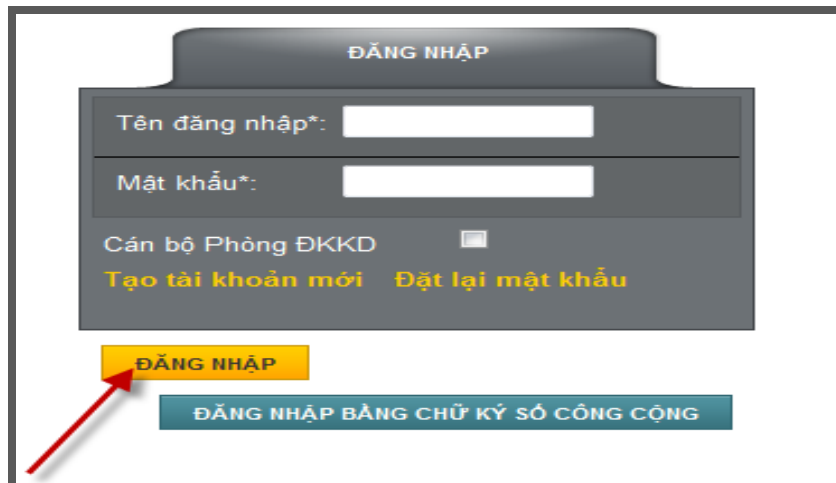 ĐĂNG NHẬP
Tên đăng nhập*:
Mật khẩu*:
Cán bộ Phòng ĐKKD
Tạo tài khoản mới Đặt lại mật khẩu
ĐĂNG NHẬP
ĐĂNG NHẬP BẰNG CHỮ KÝ SỐ CÔNG CỘNG